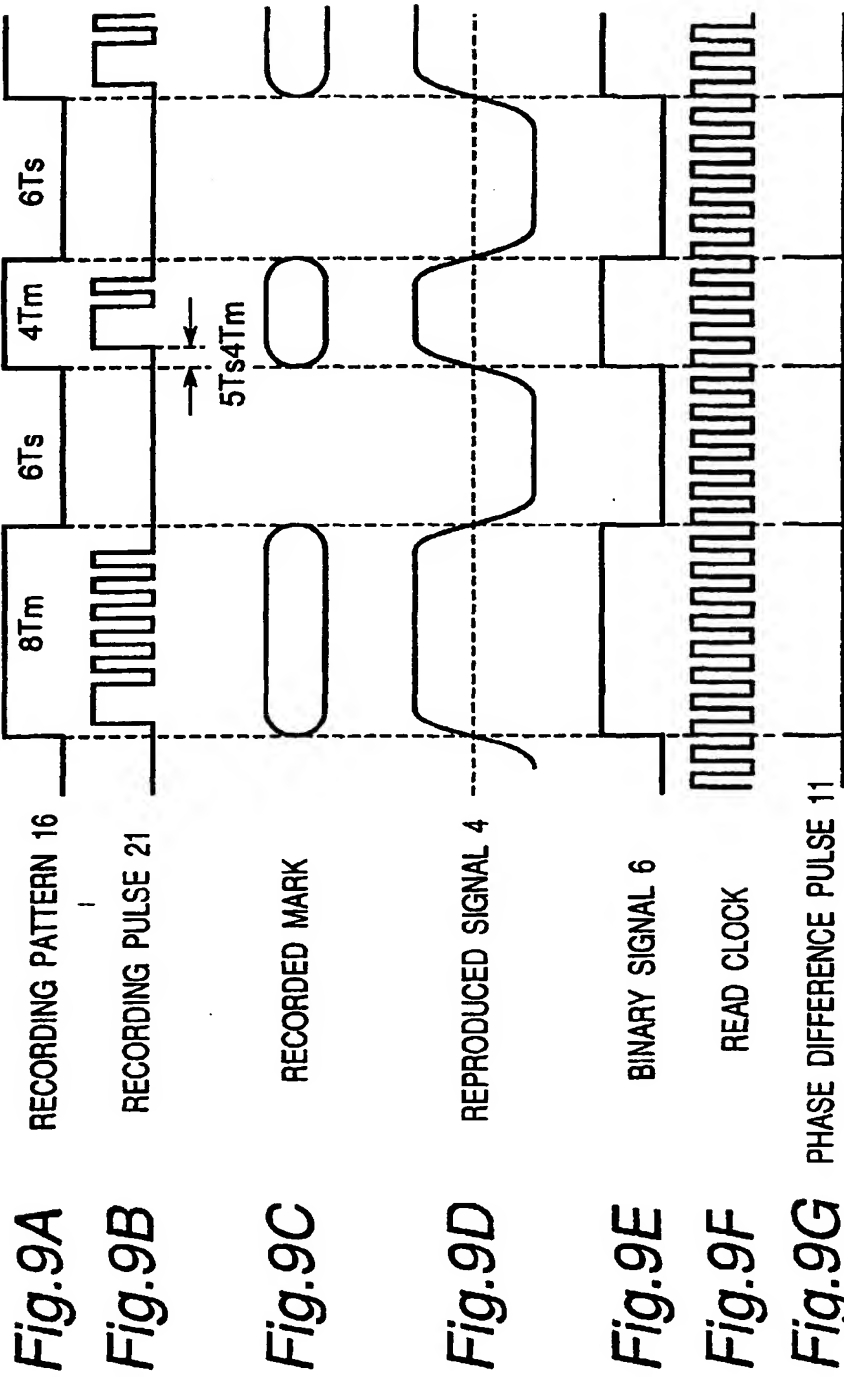 Fig.9A RECORDING PATTERN 16
8Tm 6Ts 4Tm 6Ts
Fig.9B RECORDING PULSE 21
5Ts4Tm
Fig.9C RECORDED MARK
Fig.9D REPRODUCED SIGNAL 4
Fig.9E BINARY SIGNAL 6
Fig.9F READ CLOCK
Fig.9G PHASE DIFFERENCE PULSE 11